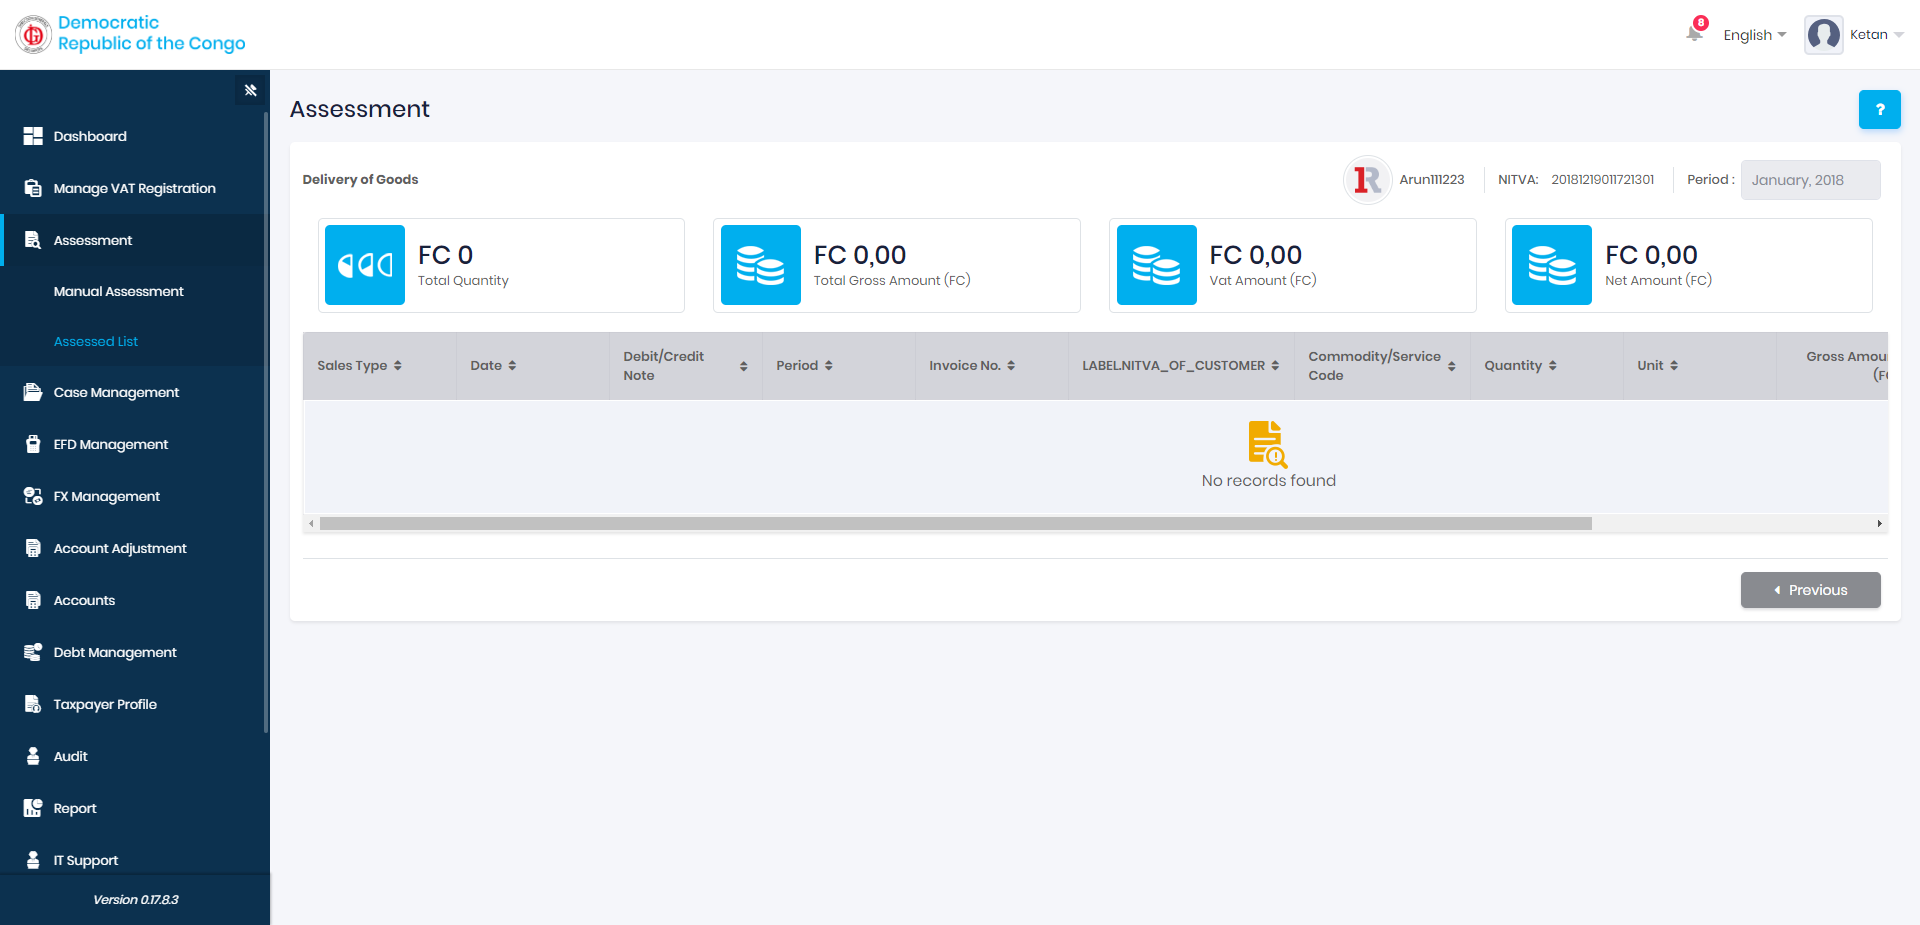 Democratic
Republic of the Congo
8
English
Ketan
Dashboard
Manage VAT Registration
Assessment
Manual Assessment
Assessed List
Case Management
EFD Management
FX Management
Account Adjustment
Accounts
Debt Management
Taxpayer Profile
Audit
Report
IT Support
Version 0.17.8.3
Assessment
?
Delivery of Goods
1R
Arun111223
NITVA: 20181219011721301
Period : January, 2018
FC 0
Total Quantity
FC 0,00
Total Gross Amount (FC)
FC 0,00
Vat Amount (FC)
FC 0,00
Net Amount (FC)
Sales Type
Date
Debit/Credit
Note
Period
Invoice No.
LABEL.NITVA_OF_CUSTOMER
Commodity/Service
Code
Quantity
Unit
Gross Amou
(F
No records found
Previous